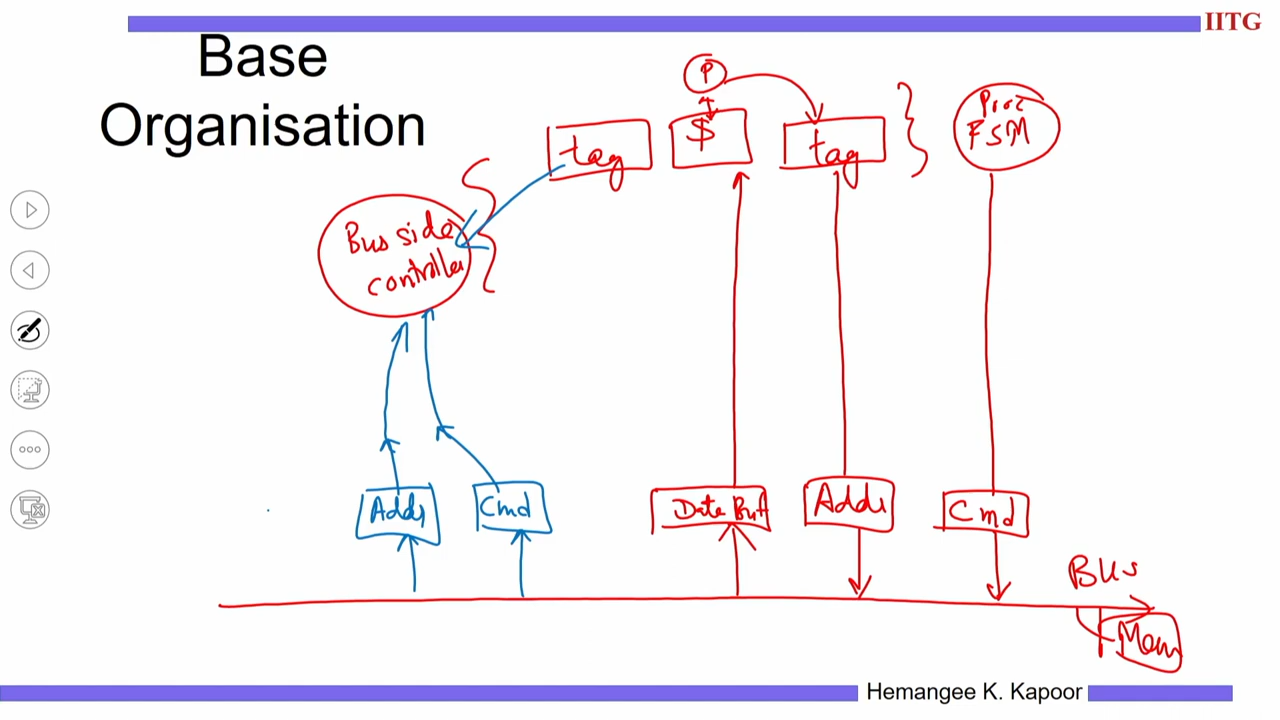 IITG
Base
Organisation
P
tag
$
tag
Proc
FSM
Bus side
controller
Addr
Cmd
Data Buf
Addr
Cmd
Bus
Mem
Hemangee K. Kapoor